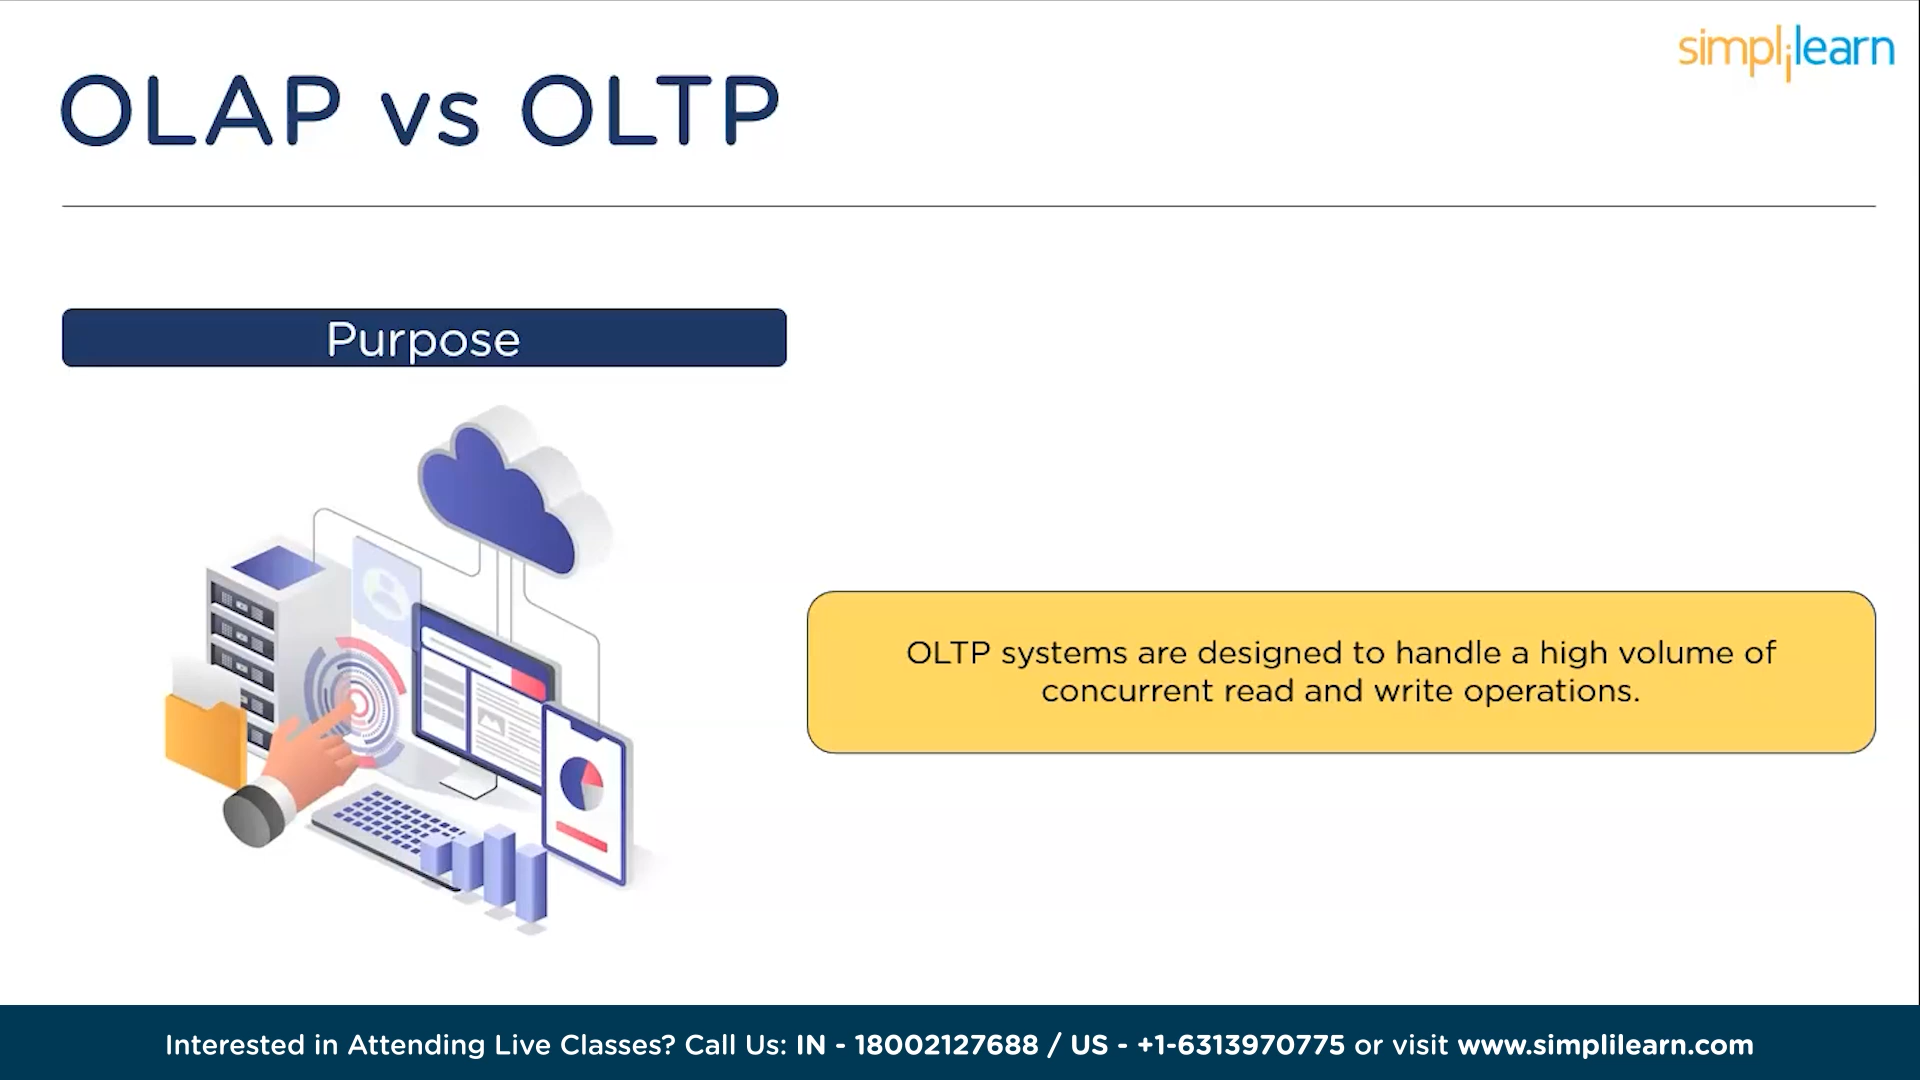 simplilearn
OLAP vs OLTP
Purpose
OLTP systems are designed to handle a high volume of
concurrent read and write operations.
Interested in Attending Live Classes? Call Us: IN - 18002127688 / US - +1-6313970775 or visit www.simplilearn.com